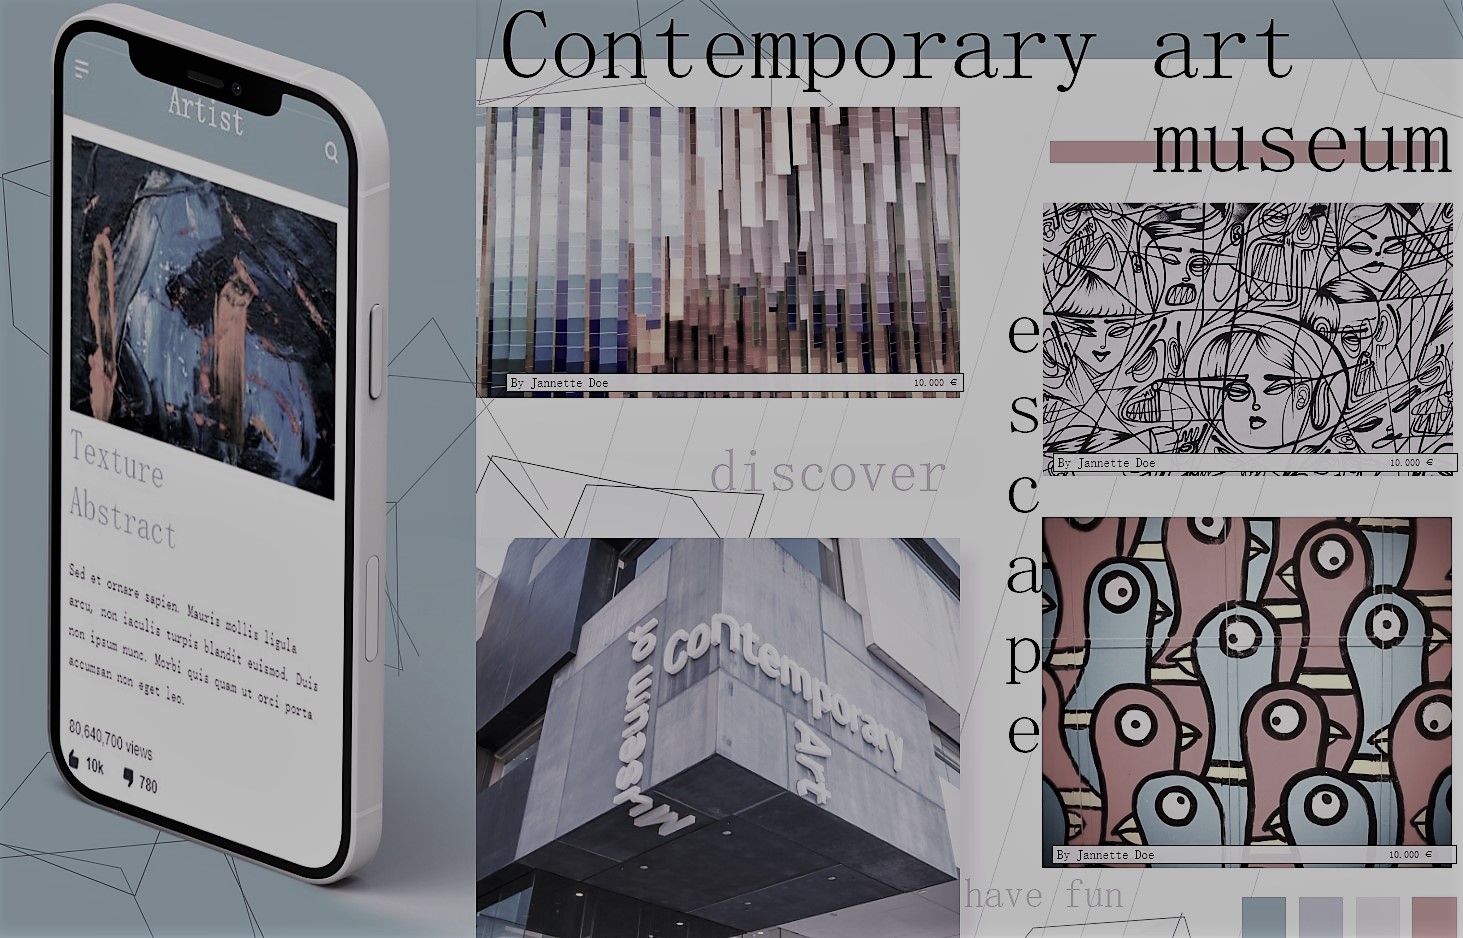 Contemporary art
museum
Artist
Texture
Abstract
Sed et ornare sapien. Mauris mollis ligula
arcu, non iaculis turpis blandit euismod. Duis
non ipsum nunc. Morbi quis quam ut orci porta
accumsan non eget leo.
80,640,700 views
10k 780
By Jannette Doe 10.000 €
discover
Museum of
Contemporary
Art
escape
By Jannette Doe 10.000 €
By Jannette Doe 10.000 €
have fun